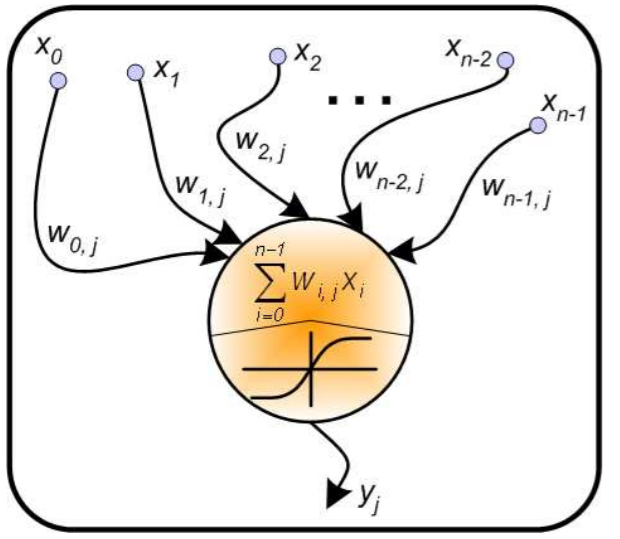 x₀
x₁
x₂
. . .
xₙ₋₂
xₙ₋₁
w₀, ⱼ
w₁, ⱼ
w₂, ⱼ
wₙ₋₂, ⱼ
wₙ₋₁, ⱼ
n−1
∑ wᵢ, ⱼ xᵢ
i=0
yⱼ